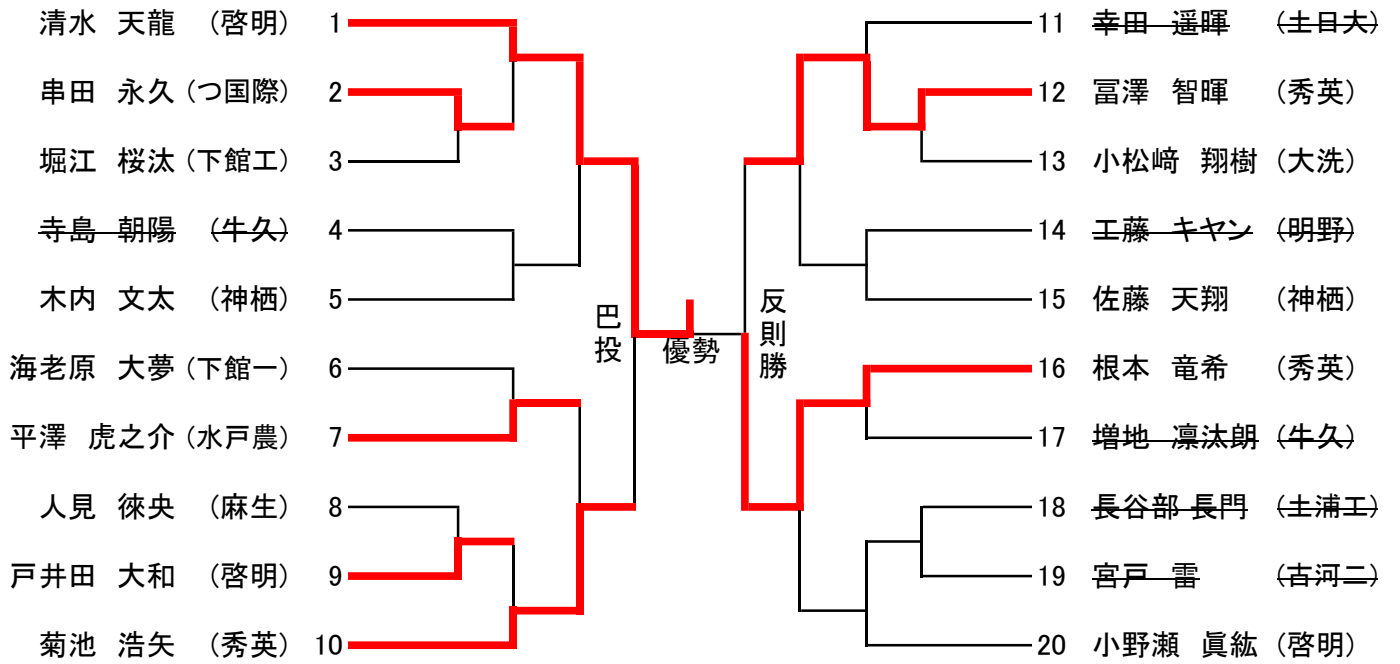 清水 天龍 (啓明) 1
串田 永久 (つ国際) 2
堀江 桜汰 (下館工) 3
寺島 朝陽 (牛久) 4
木内 文太 (神栖) 5
海老原 大夢 (下館一) 6
平澤 虎之介 (水戸農) 7
人見 徠央 (麻生) 8
戸井田 大和 (啓明) 9
菊池 浩矢 (秀英) 10
巴投
優勢
反則勝
11 幸田 遥暉 (土日大)
12 冨澤 智暉 (秀英)
13 小松﨑 翔樹 (大洗)
14 工藤 キヤン (明野)
15 佐藤 天翔 (神栖)
16 根本 竜希 (秀英)
17 増地 凛汰朗 (牛久)
18 長谷部 長門 (土浦工)
19 宮戸 雷 (古河二)
20 小野瀬 眞紘 (啓明)